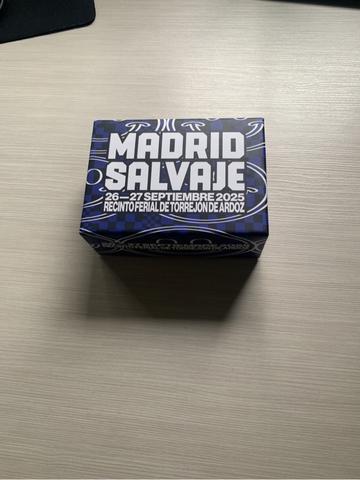 MADRID
SALVAJE
26—27 SEPTIEMBRE 2025
RECINTO FERIAL DE TORREJÓN DE ARDOZ